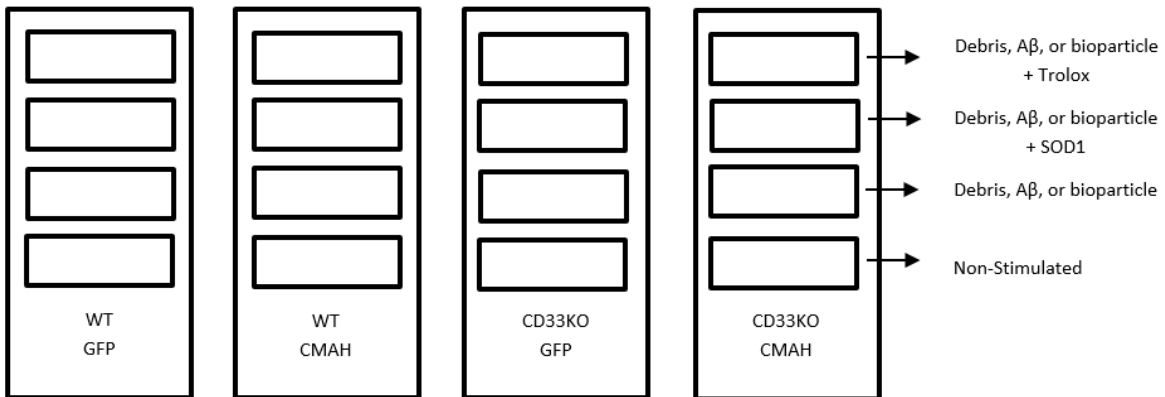 Debris, Aβ, or bioparticle
+ Trolox
Debris, Aβ, or bioparticle
+ SOD1
Debris, Aβ, or bioparticle
Non-Stimulated
WT
GFP
WT
CMAH
CD33KO
GFP
CD33KO
CMAH